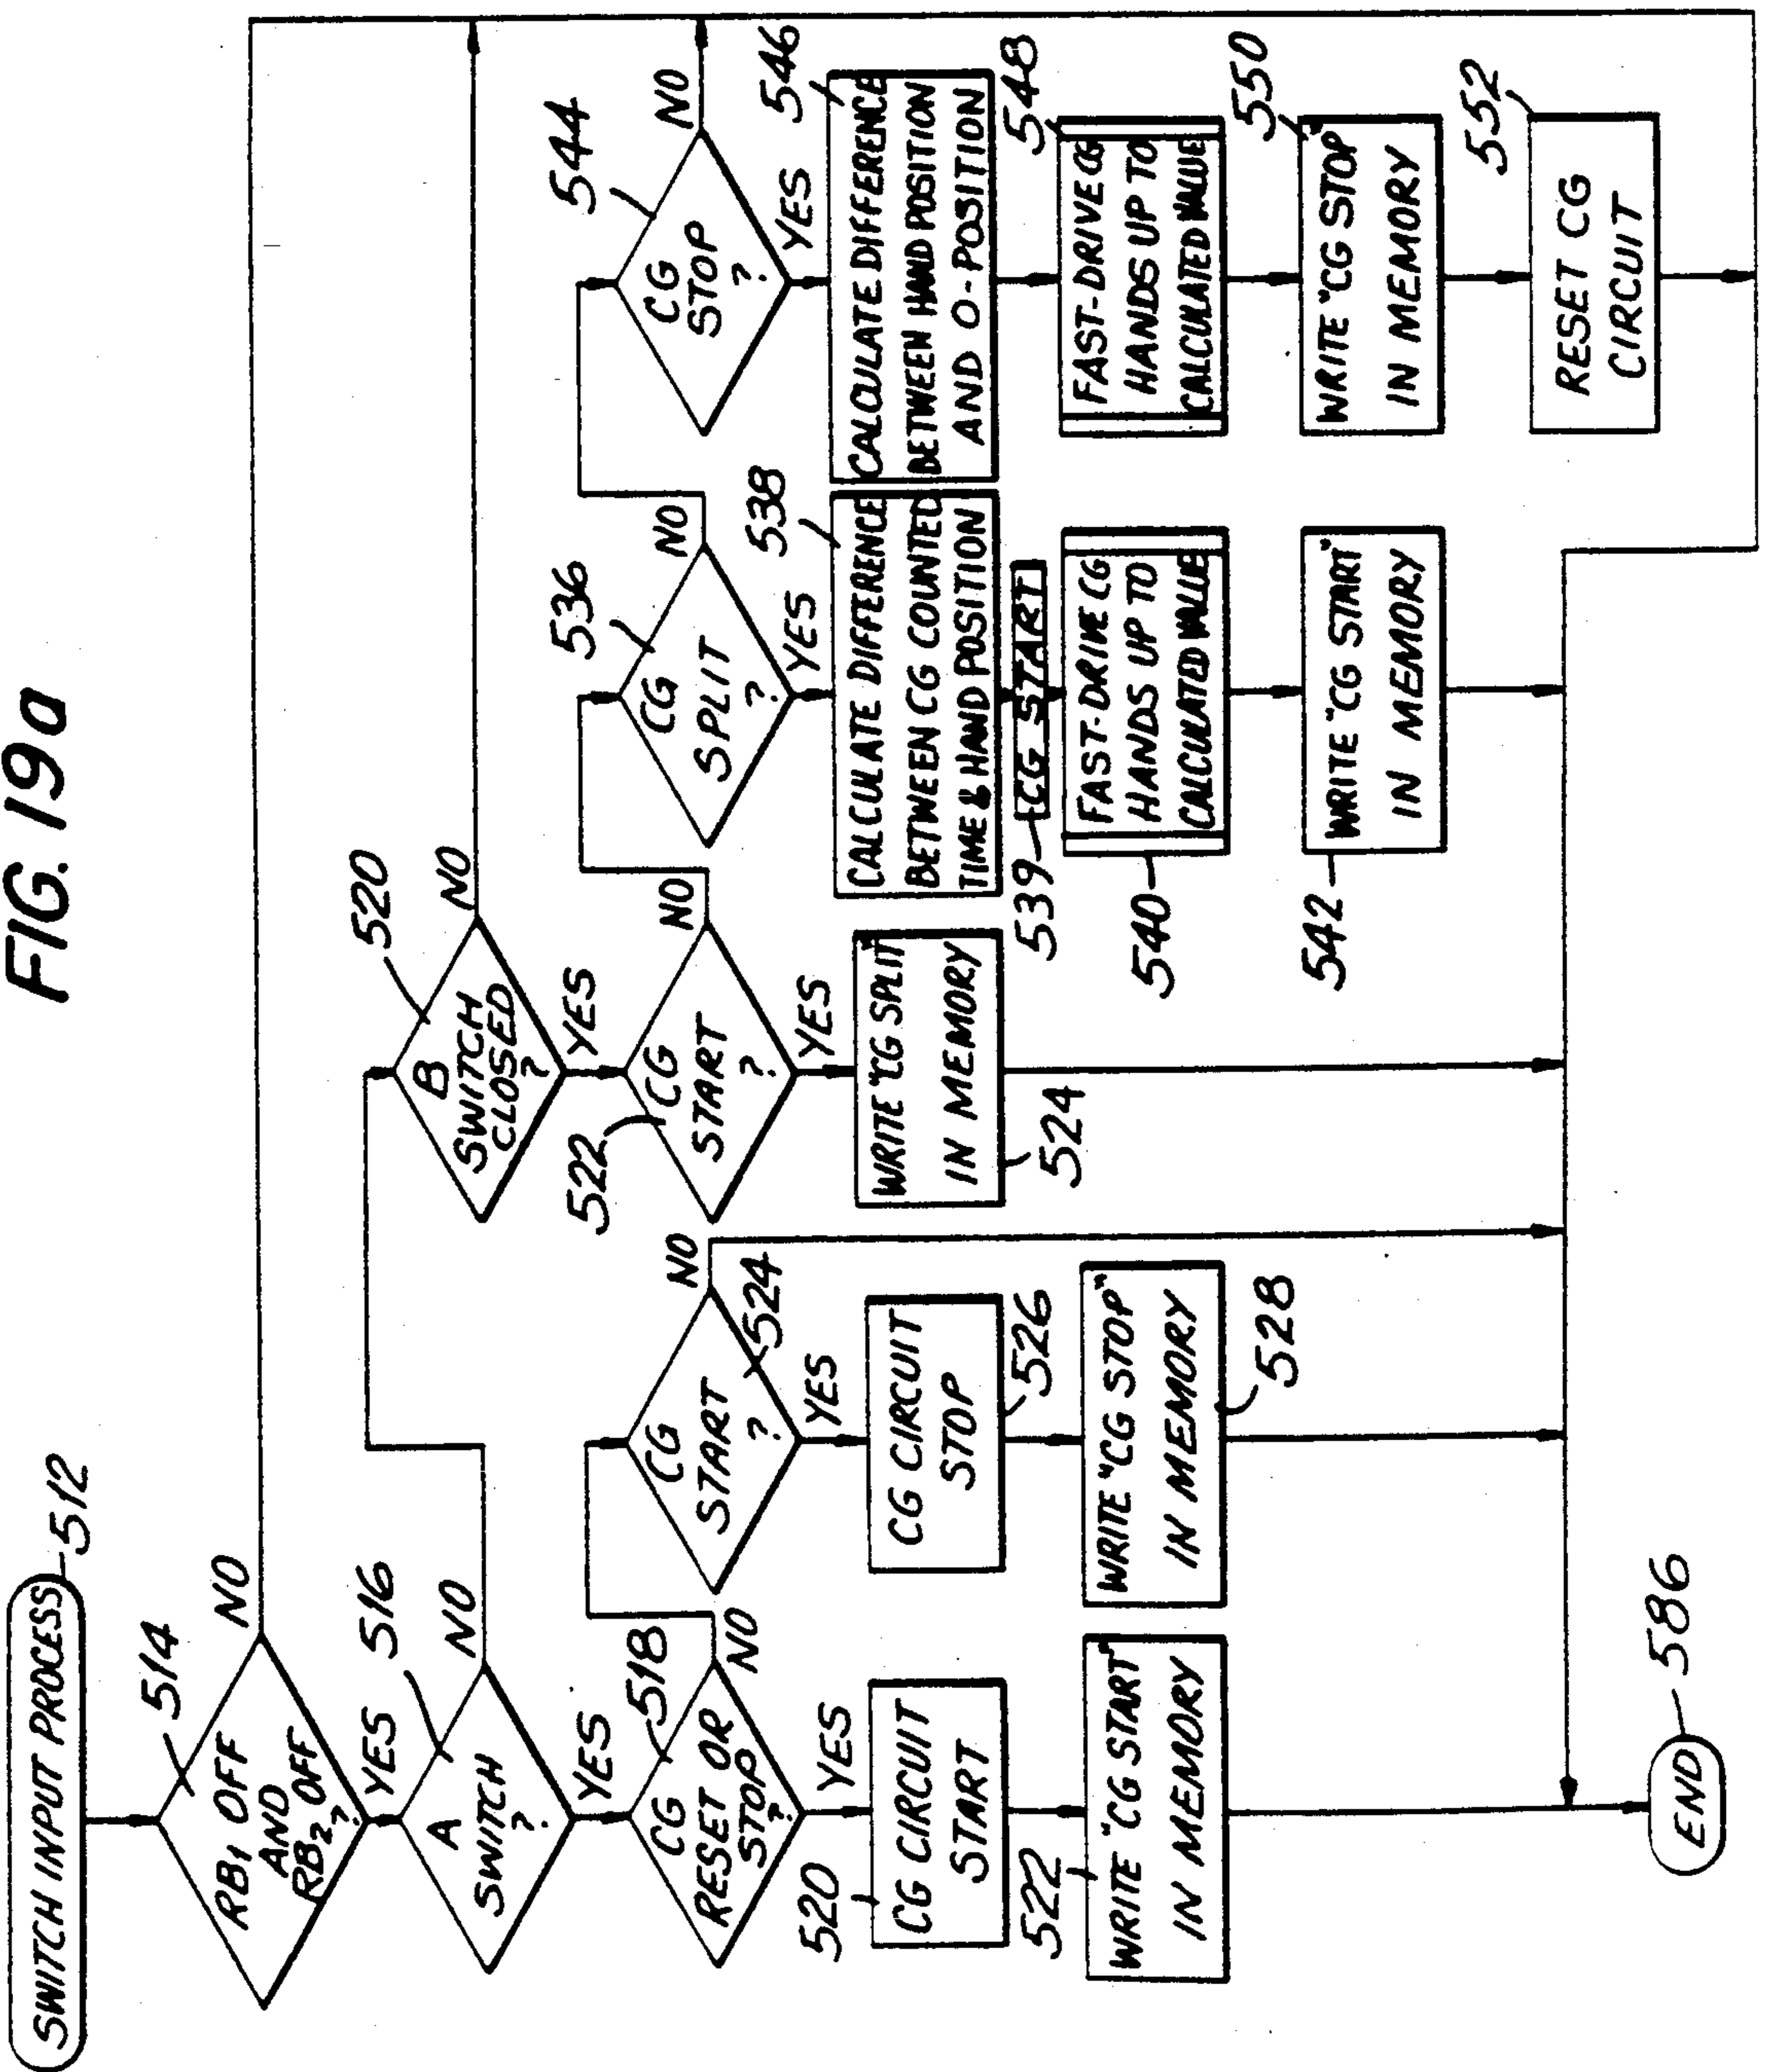 FIG. 19a
SWITCH INPUT PROCESS
512
514
RB1 OFF
AND
RB2 OFF
?
NO
YES
516
A
SWITCH
?
NO
YES
518
CG
RESET OR
STOP
?
NO
YES
520
CG CIRCUIT
START
522
WRITE "CG START"
IN MEMORY
CG
START
?
524
NO
YES
CG CIRCUIT
STOP
526
WRITE "CG STOP"
IN MEMORY
528
520
B
SWITCH
CLOSED
?
NO
YES
522
CG
START
?
NO
YES
WRITE "CG SPLIT"
IN MEMORY
524
536
CG
SPLIT
?
NO
YES
538
CALCULATE DIFFERENCE
BETWEEN CG COUNTED
TIME & HAND POSITION
539
CG START
540
FAST-DRIVE CG
HANDS UP TO
CALCULATED VALUE
542
WRITE "CG START"
IN MEMORY
544
CG
STOP
?
NO
YES
546
CALCULATE DIFFERENCE
BETWEEN HAND POSITION
AND O-POSITION
548
FAST-DRIVE CG
HANDS UP TO
CALCULATED VALUE
550
WRITE "CG STOP"
IN MEMORY
552
RESET CG
CIRCUIT
END
586